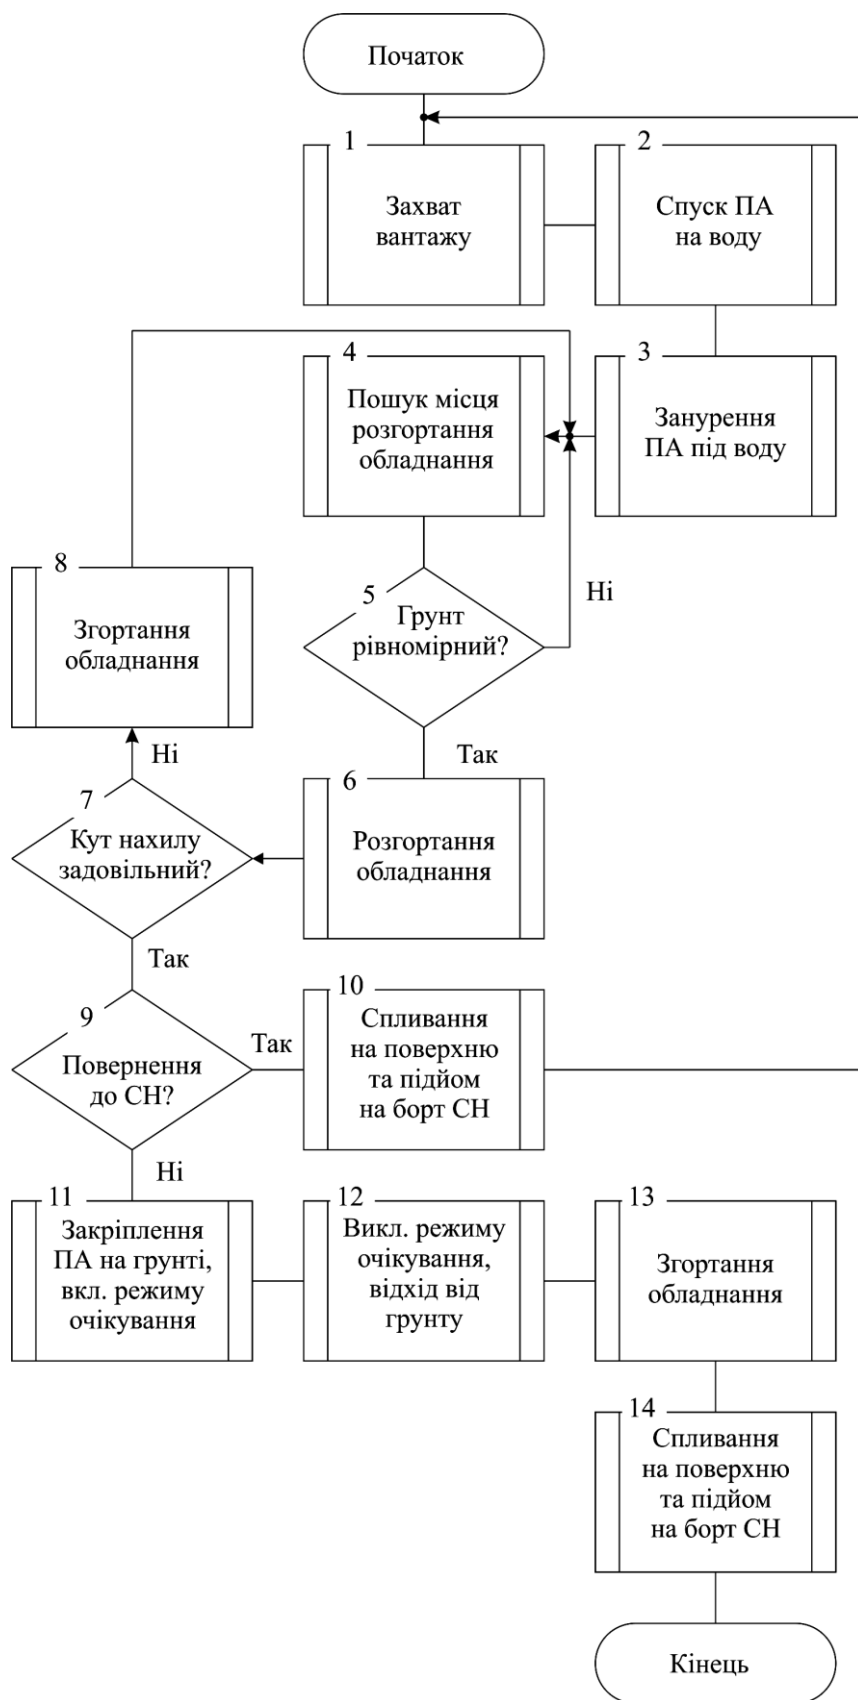 Початок
1
Захват
вантажу
2
Спуск ПА
на воду
3
Занурення
ПА під воду
4
Пошук місця
розгортання
обладнання
5
Грунт
рівномірний?
Ні
Так
6
Розгортання
обладнання
7
Кут нахилу
задовільний?
Ні
8
Згортання
обладнання
Так
9
Повернення
до СН?
Так
10
Спливання
на поверхню
та підйом
на борт СН
Ні
11
Закріплення
ПА на грунті,
вкл. режиму
очікування
12
Викл. режиму
очікування,
відхід від
грунту
13
Згортання
обладнання
14
Спливання
на поверхню
та підйом
на борт СН
Кінець